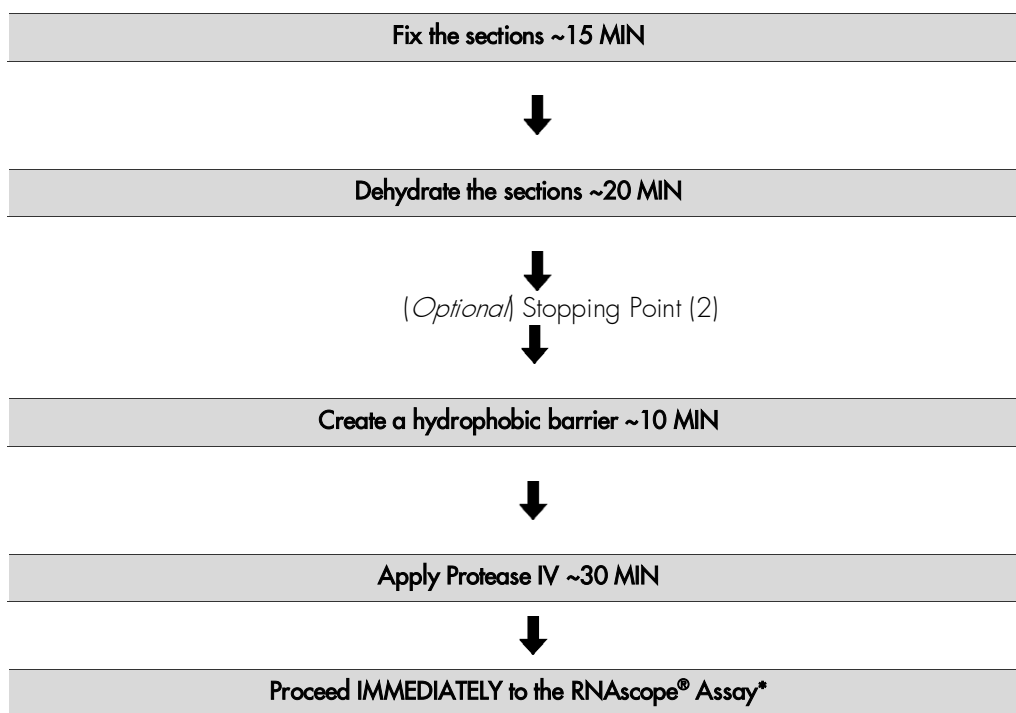 Fix the sections ~15 MIN
Dehydrate the sections ~20 MIN
(Optional) Stopping Point (2)
Create a hydrophobic barrier ~10 MIN
Apply Protease IV ~30 MIN
Proceed IMMEDIATELY to the RNAscope® Assay*